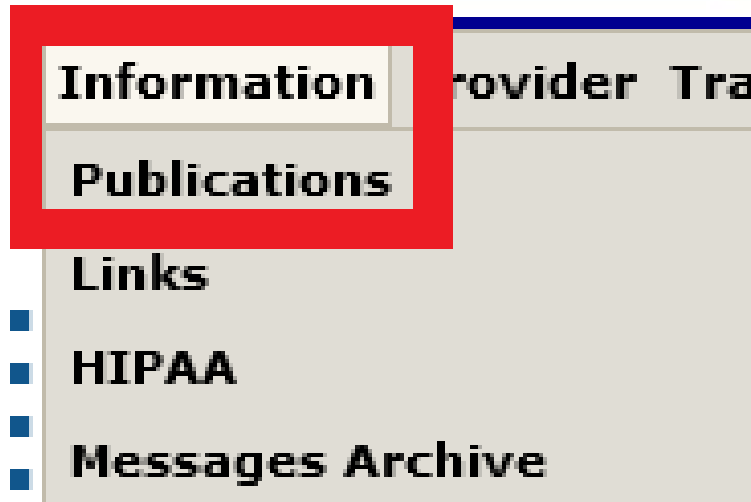 Information rovider Tra
Publications
Links
HIPAA
Messages Archive